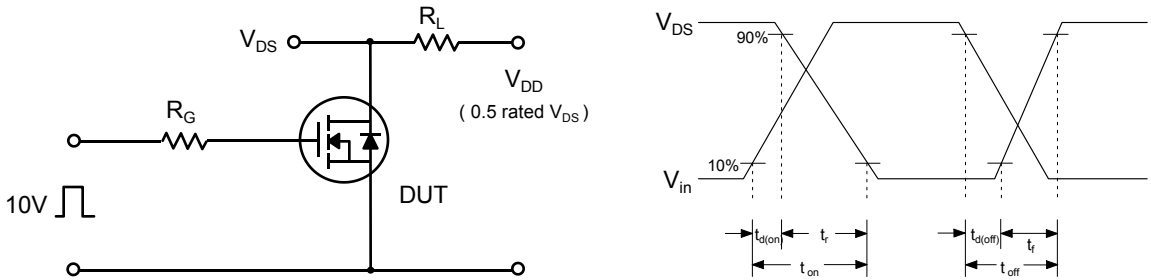 R_L
V_DS
V_DD
( 0.5 rated V_DS )
R_G
10V
DUT
V_DS
90%
10%
V_in
t_d(on)
t_r
t_on
t_d(off)
t_f
t_off